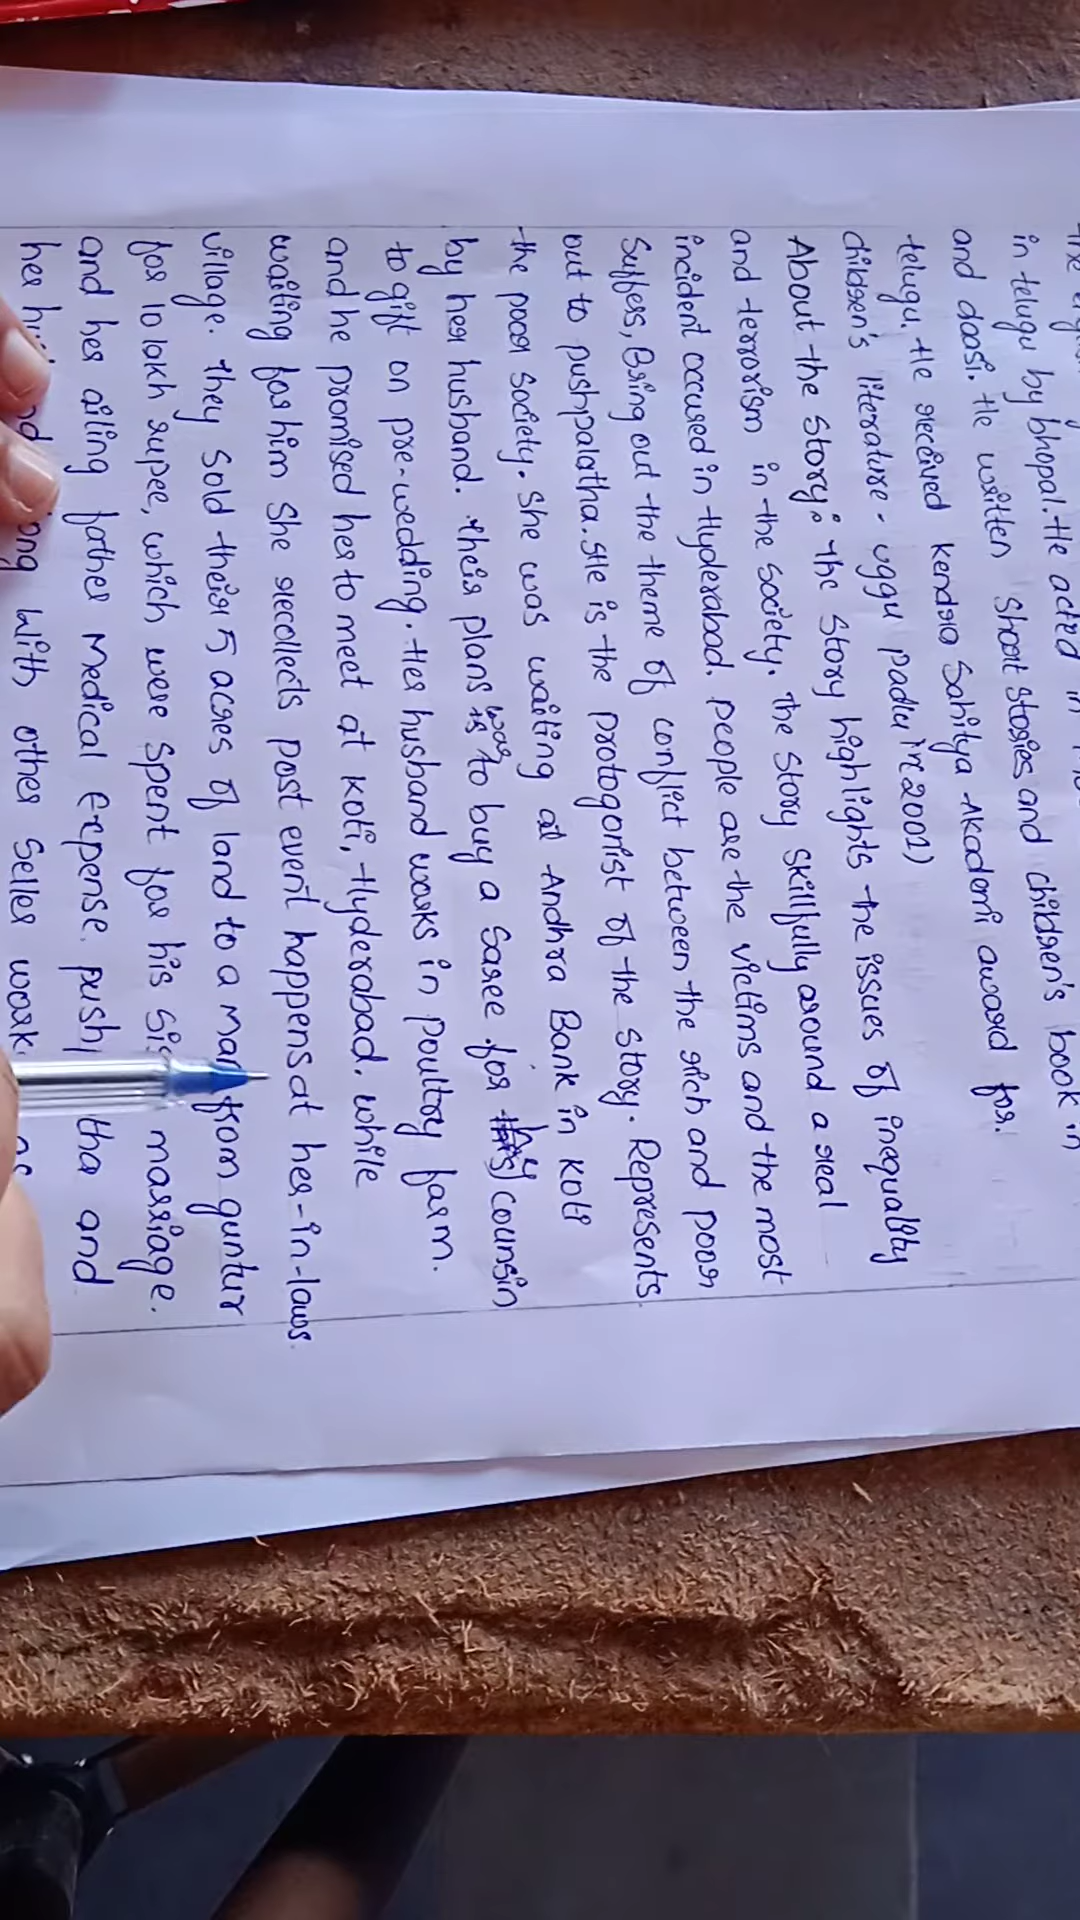 in telugu by bhopal. He acted in
and daasi. He written Short Stories and children's book in
telugu. He received Kendra Sahitya Akademi award for.
children's literature - uggu padlu in 2002)
About the Story: the Story highlights the issues of inequality
and terrorism in the society. the Story Skillfully around a real
incident occured in Hyderabad. people are the victims and the most
Suffer, Bring out the theme of conflict between the rich and poor
out to pushpalatha. She is the protogonist of the story. Represents
the poor Society. She was waiting at Andhra Bank in koti
by her husband. their plans was to buy a Saree for her counsin
to gift on pre-wedding. Her husband works in poultry farm.
and he promised her to meet at koti, Hyderabad. while
waiting for him She recollects past event happens at her-in-laws.
village. they Sold their 5 acres of land to a man from guntur
for 10 lakh rupee, which were Spent for his marriage.
and her ailing father Medical Expense. and
her with other Seller